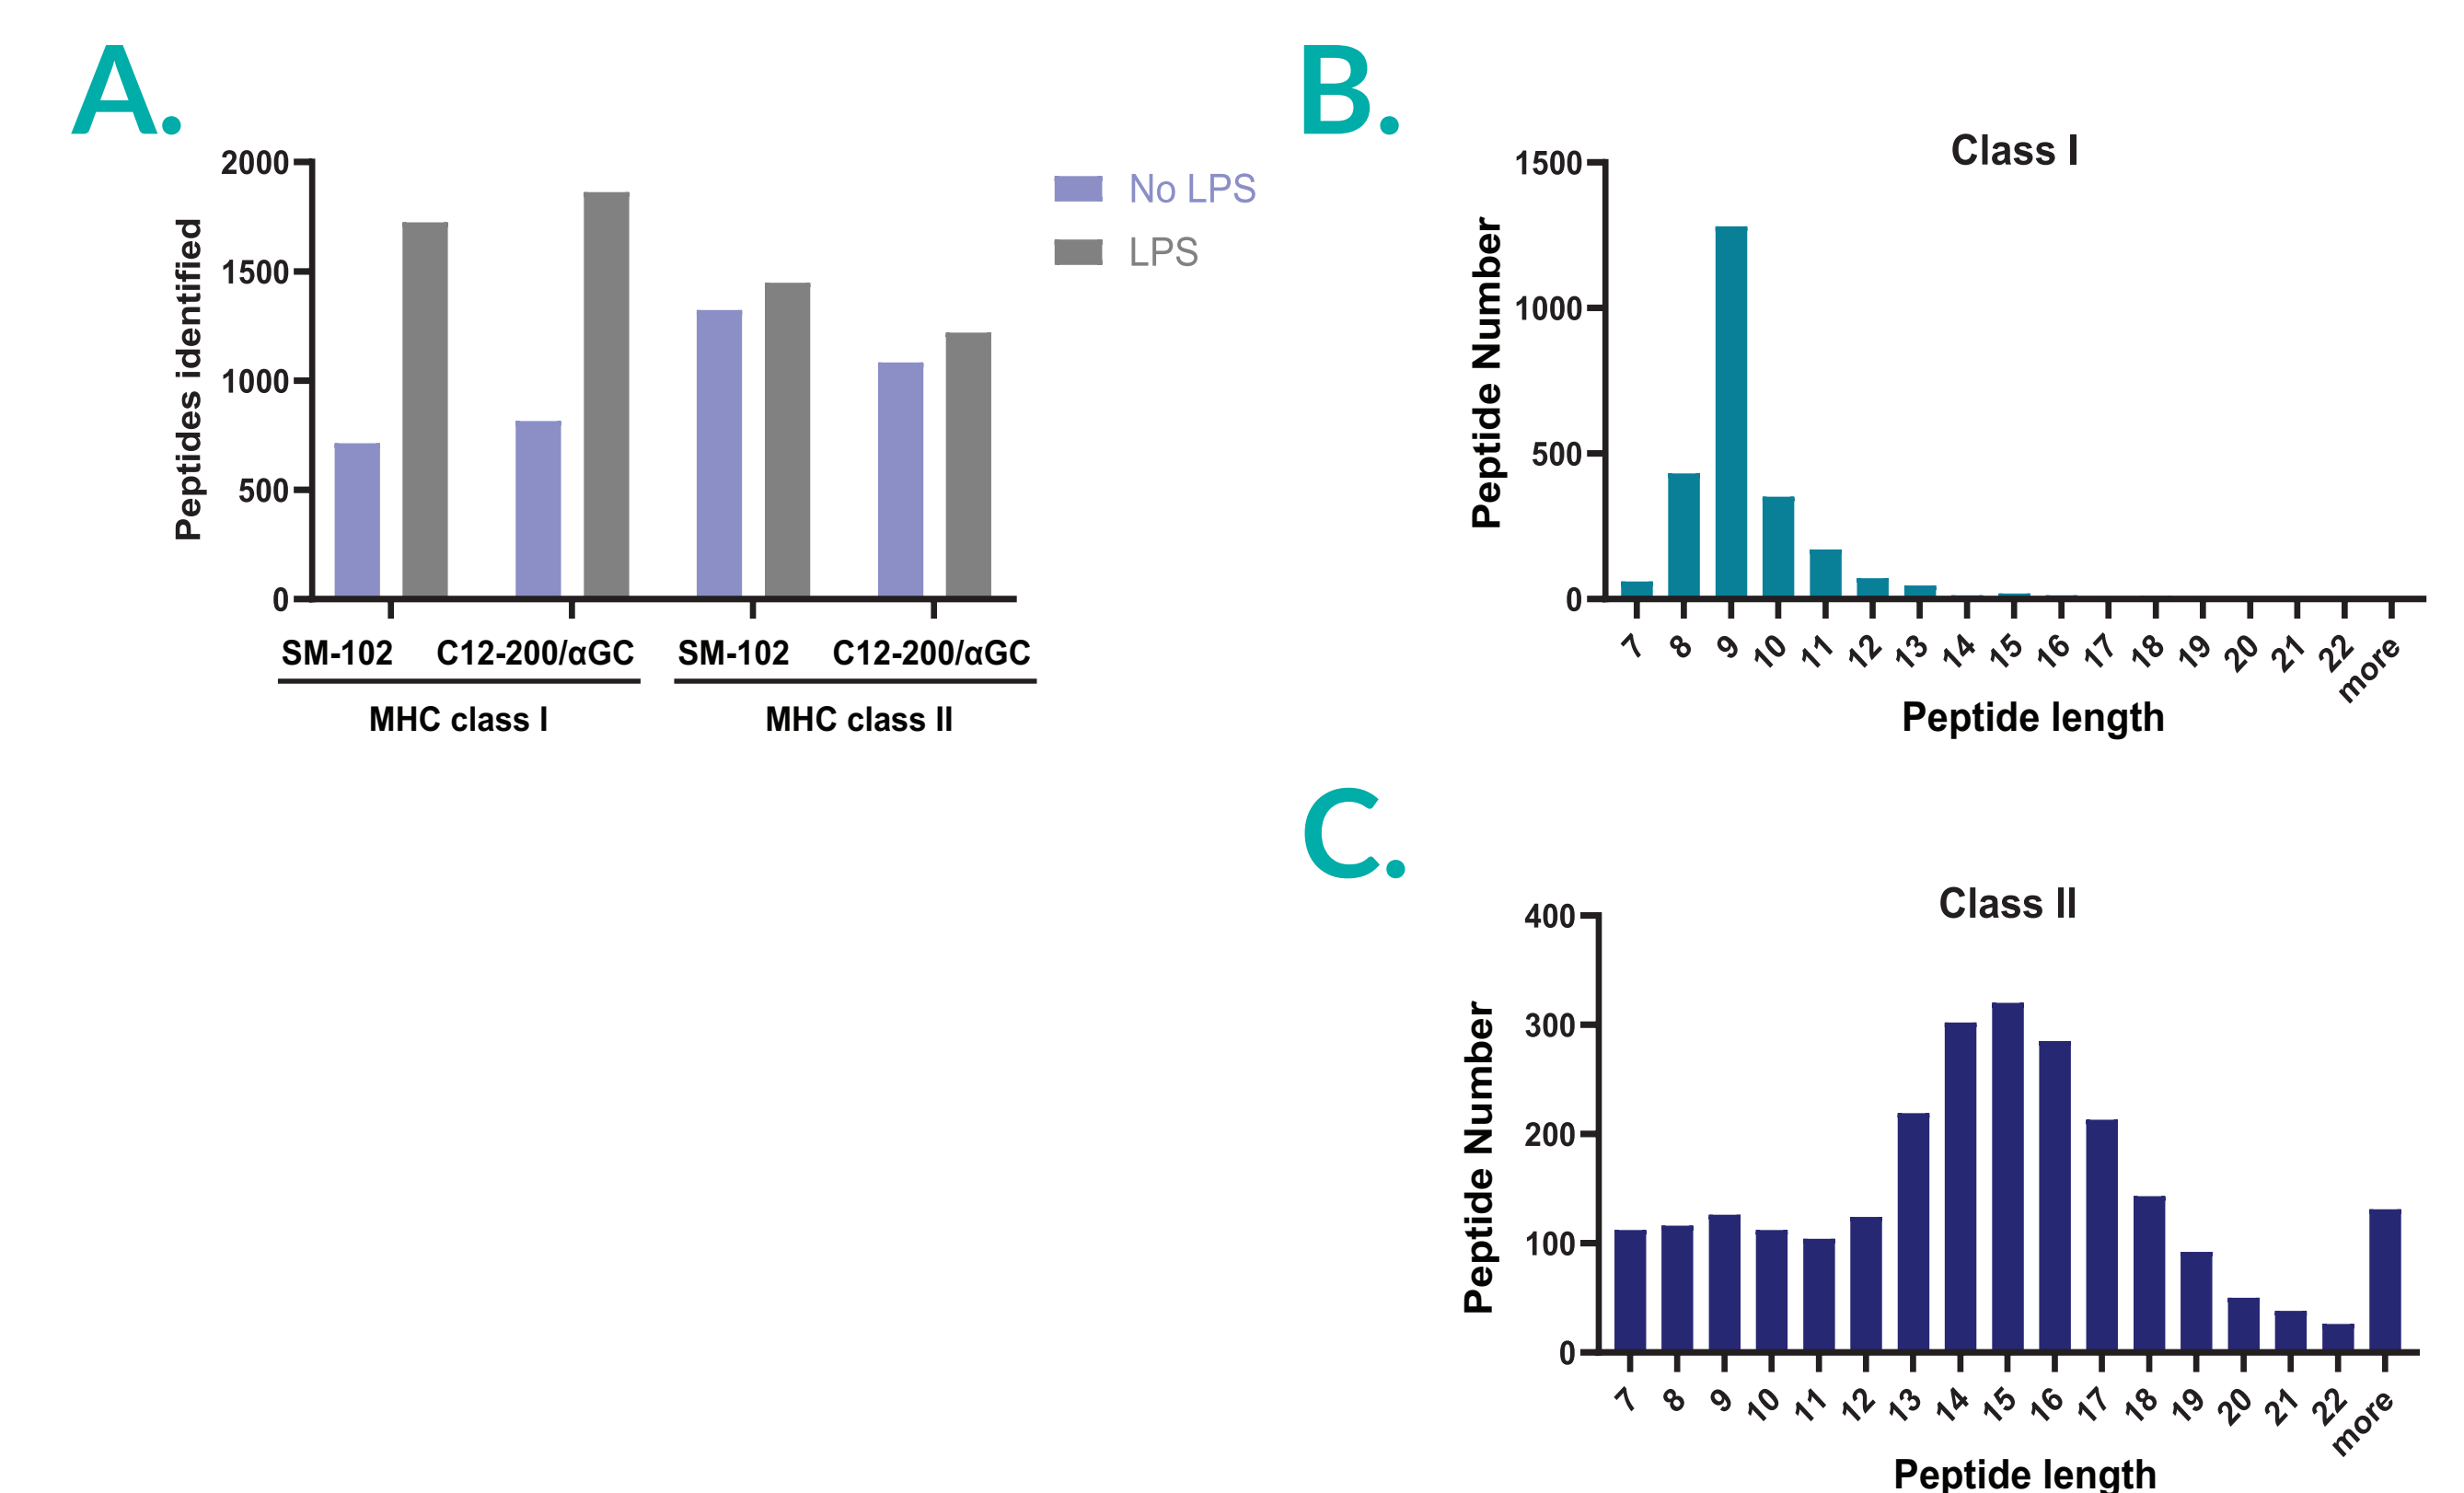 A.
2000
1500
1000
500
0
Peptides identified
No LPS
LPS
SM-102 C12-200/αGC SM-102 C12-200/αGC
MHC class I MHC class II
B.
Class I
1500
1000
500
0
Peptide Number
7 8 9 10 11 12 13 14 15 16 17 18 19 20 21 22 more
Peptide length
C.
Class II
400
300
200
100
0
Peptide Number
7 8 9 10 11 12 13 14 15 16 17 18 19 20 21 22 more
Peptide length